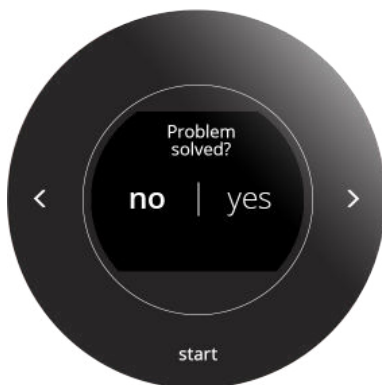 Problem
solved?
< no | yes >
start